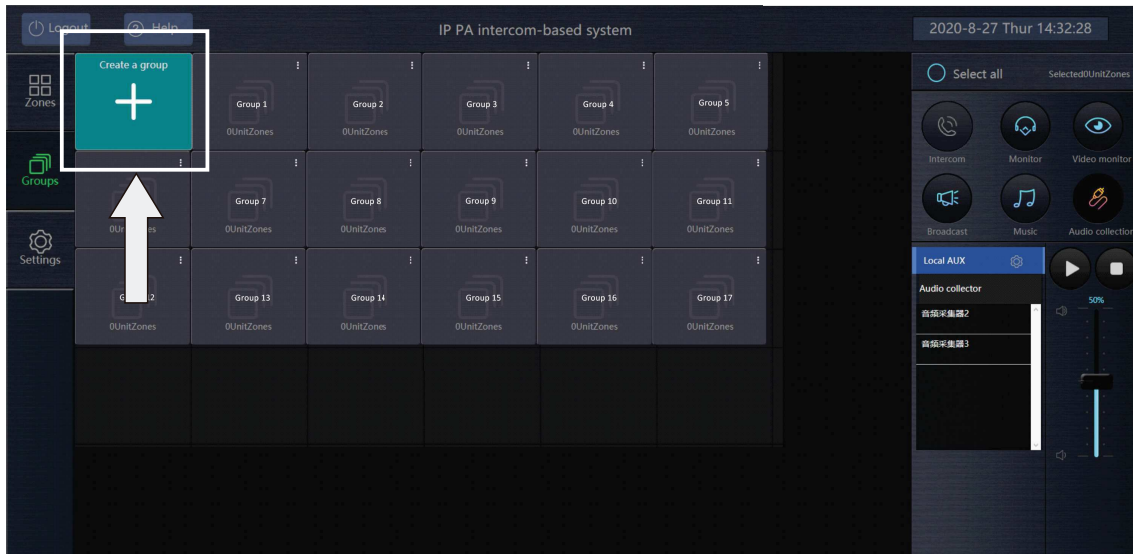 Logout
Help
IP PA intercom-based system
2020-8-27 Thur 14:32:28
Zones
Groups
Settings
Create a group
Group 1
0UnitZones
Group 2
0UnitZones
Group 3
0UnitZones
Group 4
0UnitZones
Group 5
0UnitZones
Group 7
0UnitZones
Group 8
0UnitZones
Group 9
0UnitZones
Group 10
0UnitZones
Group 11
0UnitZones
0UnitZones
Group 13
0UnitZones
Group 14
0UnitZones
Group 15
0UnitZones
Group 16
0UnitZones
Group 17
0UnitZones
Select all
Selected0UnitZones
Intercom
Monitor
Video monitor
Broadcast
Music
Audio collection
Local AUX
Audio collector
音频采集器2
音频采集器3
50%